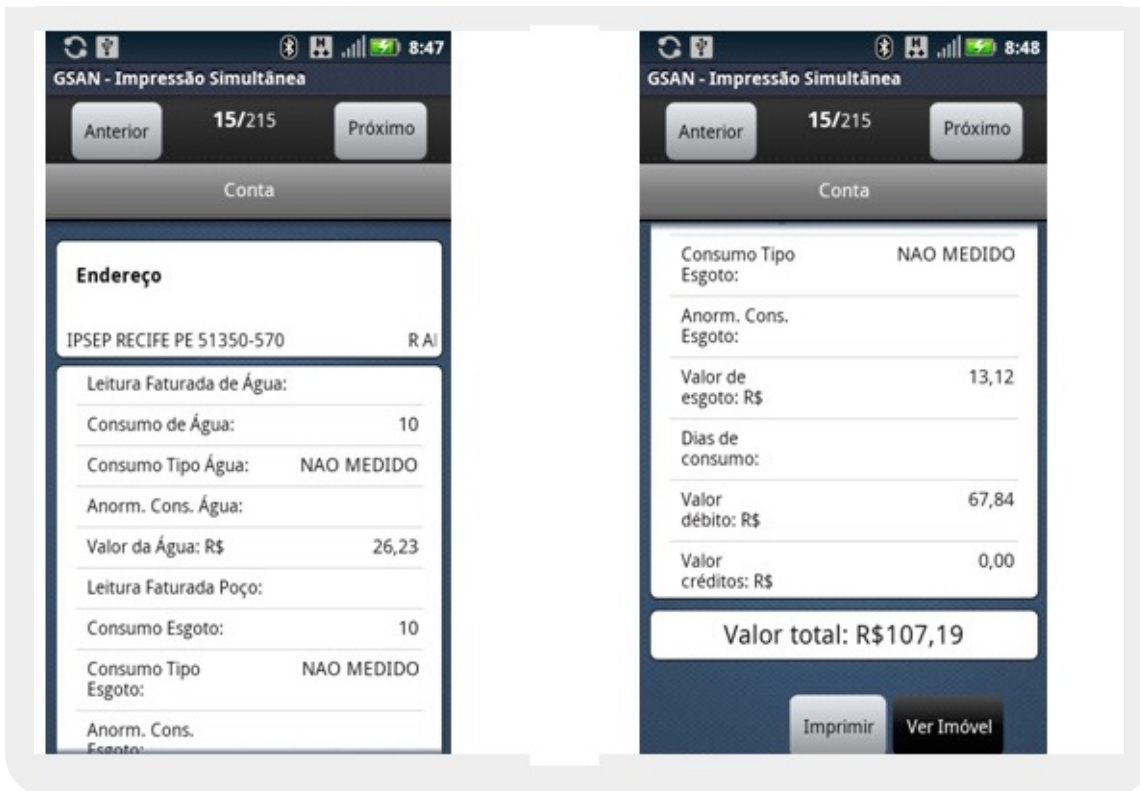 8:47
GSAN - Impressão Simultânea
Anterior
15/215
Próximo
Conta
Endereço
IPSEP RECIFE PE 51350-570 R
Leitura Faturada de Água:
Consumo de Água: 10
Consumo Tipo Água: NAO MEDIDO
Anorm. Cons. Água:
Valor da Água: R$ 26,23
Leitura Faturada Poço:
Consumo Esgoto: 10
Consumo Tipo NAO MEDIDO
Esgoto:
Anorm. Cons.
Esgoto:
8:48
GSAN - Impressão Simultânea
Anterior
15/215
Próximo
Conta
Consumo Tipo NAO MEDIDO
Esgoto:
Anorm. Cons.
Esgoto:
Valor de 13,12
esgoto: R$
Dias de
consumo:
Valor 67,84
débito: R$
Valor 0,00
créditos: R$
Valor total: R$107,19
Imprimir
Ver Imóvel